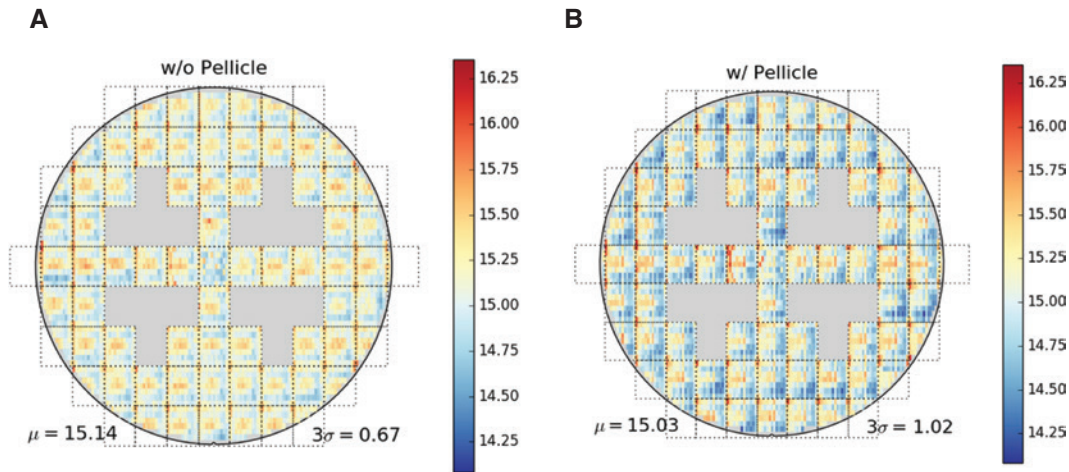 A
w/o Pellicle
16.25
16.00
15.75
15.50
15.25
15.00
14.75
14.50
14.25
μ = 15.14
3σ = 0.67
B
w/ Pellicle
16.25
16.00
15.75
15.50
15.25
15.00
14.75
14.50
14.25
μ = 15.03
3σ = 1.02